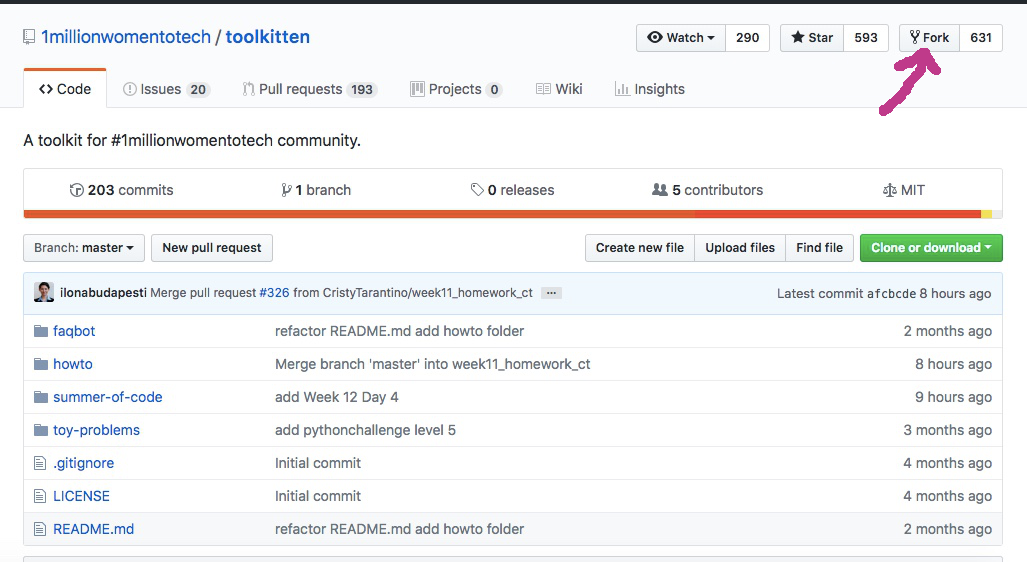 1millionwomentotech / toolkitten Watch 290 Star 593 Fork 631
Code Issues 20 Pull requests 193 Projects 0 Wiki Insights
A toolkit for #1millionwomentotech community.
203 commits 1 branch 0 releases 5 contributors MIT
Branch: master New pull request Create new file Upload files Find file Clone or download
ilonabudapesti Merge pull request #326 from CristyTarantino/week11_homework_ct ... Latest commit afcbcde 8 hours ago
faqbot refactor README.md add howto folder 2 months ago
howto Merge branch 'master' into week11_homework_ct 8 hours ago
summer-of-code add Week 12 Day 4 9 hours ago
toy-problems add pythonchallenge level 5 3 months ago
.gitignore Initial commit 4 months ago
LICENSE Initial commit 4 months ago
README.md refactor README.md add howto folder 2 months ago